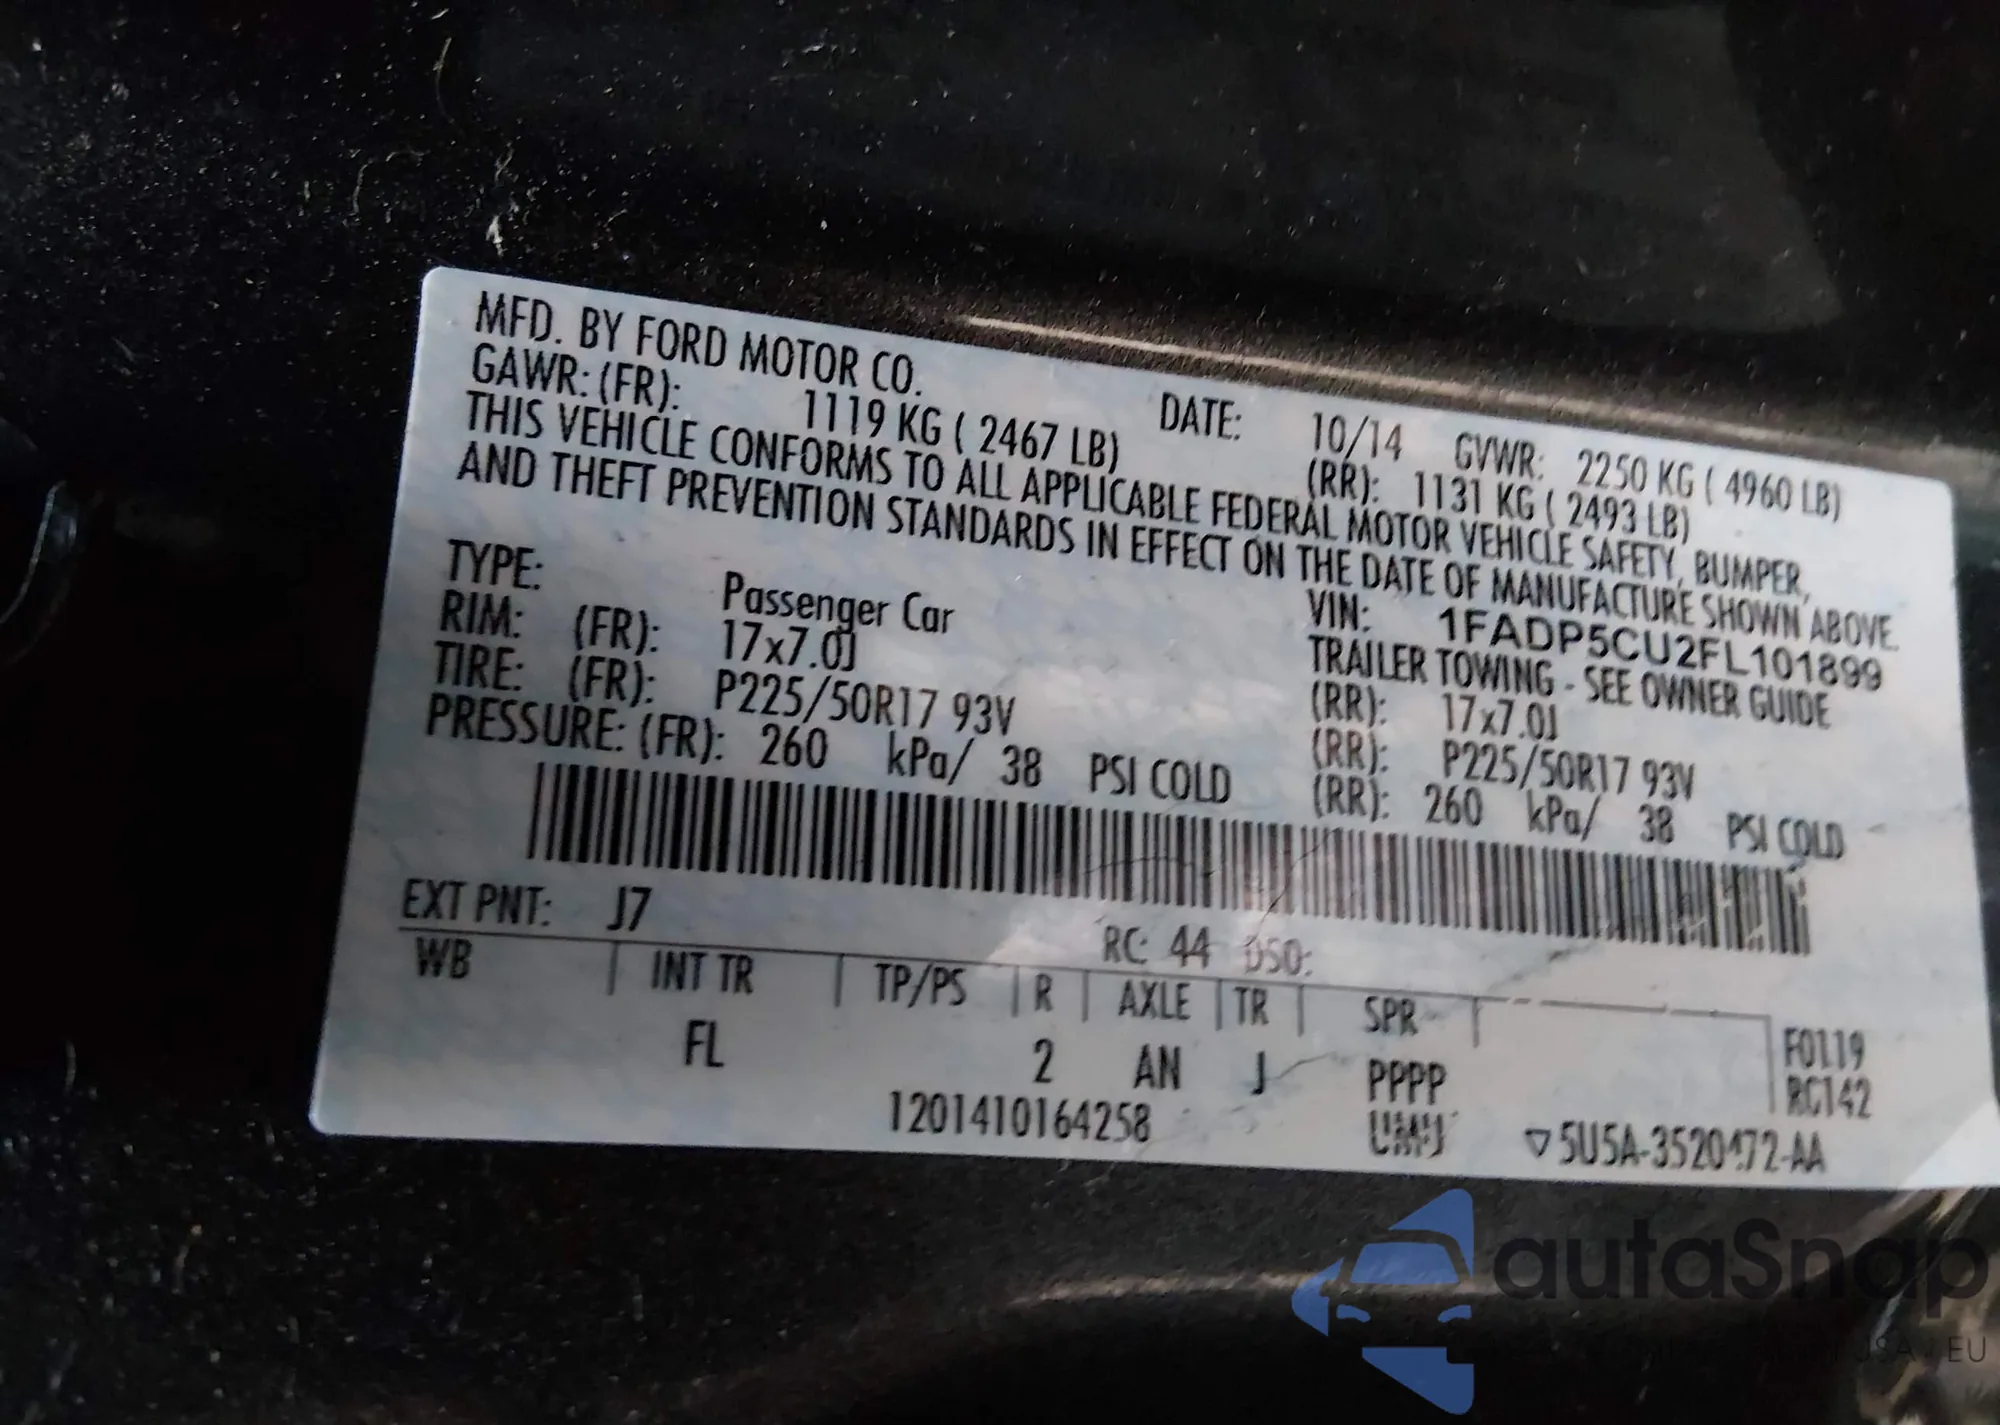 MFD. BY FORD MOTOR CO.
DATE: 10/14 GVWR: 2250 KG ( 4960 LB)
GAWR: (FR): 1119 KG ( 2467 LB) (RR): 1131 KG ( 2493 LB)
THIS VEHICLE CONFORMS TO ALL APPLICABLE FEDERAL MOTOR VEHICLE SAFETY, BUMPER,
AND THEFT PREVENTION STANDARDS IN EFFECT ON THE DATE OF MANUFACTURE SHOWN ABOVE.
VIN: 1FADP5CU2FL101899
TYPE: Passenger Car TRAILER TOWING - SEE OWNER GUIDE
RIM: (FR): 17x7.0J (RR): 17x7.0J
TIRE: (FR): P225/50R17 93V (RR): P225/50R17 93V
PRESSURE: (FR): 260 kPa/ 38 PSI COLD (RR): 260 kPa/ 38 PSI COLD
EXT PNT: J7 RC: 44 DSO:
WB INT TR TP/PS R AXLE TR SPR F0119
FL 2 AN J PPPP RC142
1201410164258 ▽5U5A-3520472-AA
autaSnap
USA / EU